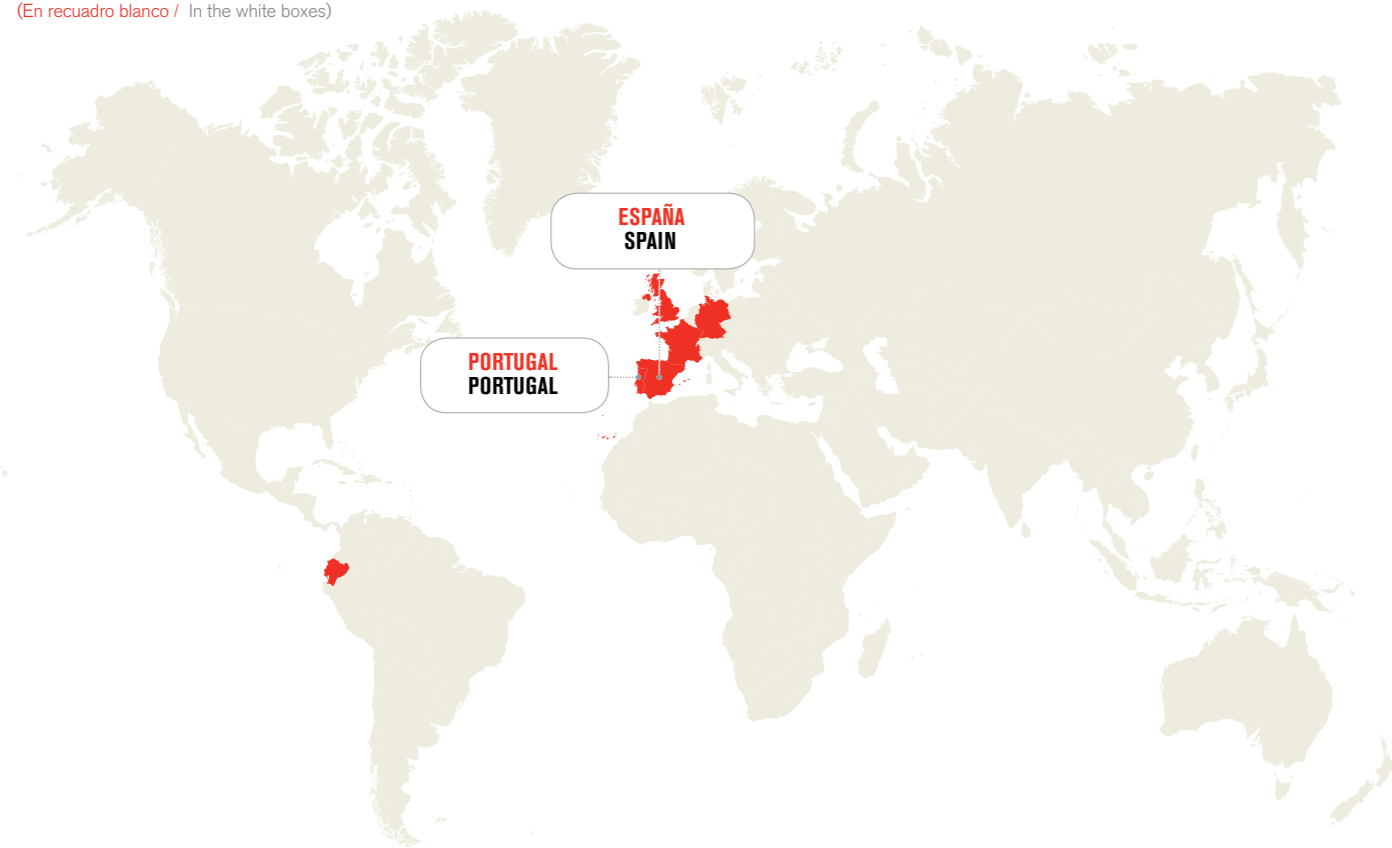 (En recuadro blanco / In the white boxes)
ESPAÑA
SPAIN
PORTUGAL
PORTUGAL